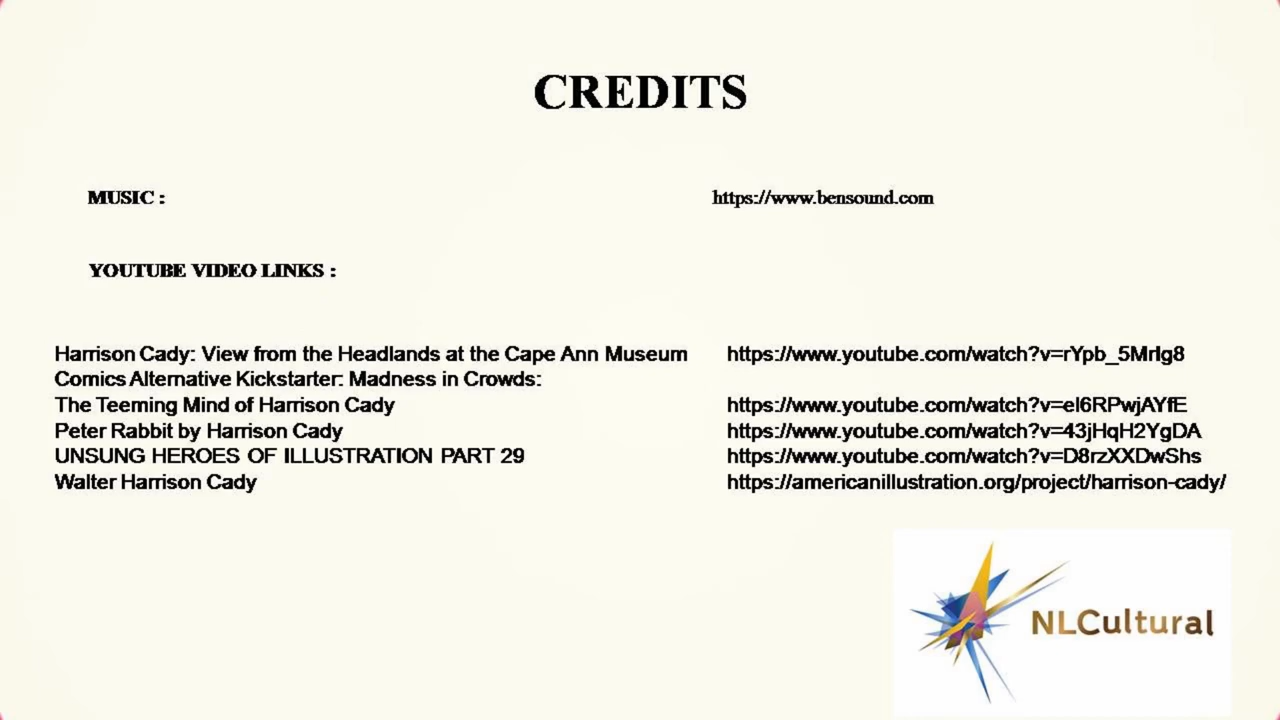 CREDITS
MUSIC : https://www.bensound.com
YOUTUBE VIDEO LINKS :
Harrison Cady: View from the Headlands at the Cape Ann Museum https://www.youtube.com/watch?v=rYpb_5MrIg8
Comics Alternative Kickstarter: Madness in Crowds:
The Teeming Mind of Harrison Cady https://www.youtube.com/watch?v=eI6RPwjAYfE
Peter Rabbit by Harrison Cady https://www.youtube.com/watch?v=43jHqH2YgDA
UNSUNG HEROES OF ILLUSTRATION PART 29 https://www.youtube.com/watch?v=D8rzXXDwShs
Walter Harrison Cady https://americanillustration.org/project/harrison-cady/
NLCultural